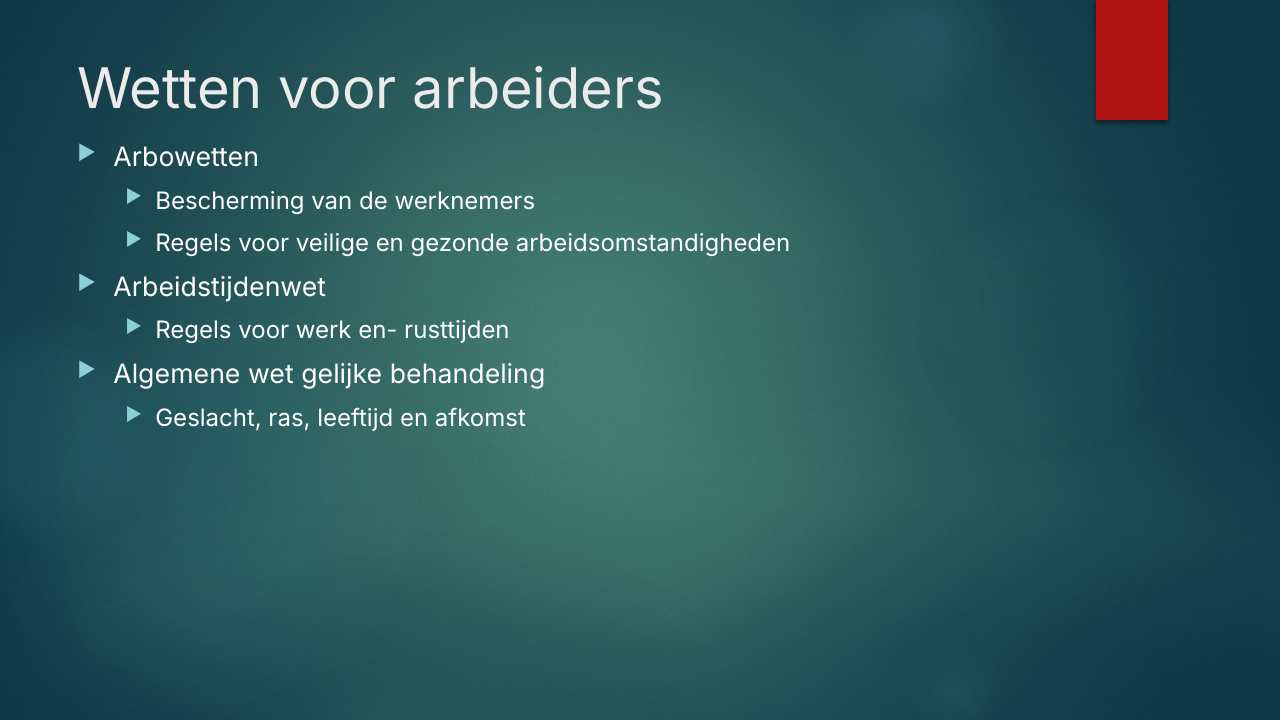 Wetten voor arbeiders
Arbowetten
Bescherming van de werknemers
Regels voor veilige en gezonde arbeidsomstandigheden
Arbeidstijdenwet
Regels voor werk en- rusttijden
Algemene wet gelijke behandeling
Geslacht, ras, leeftijd en afkomst